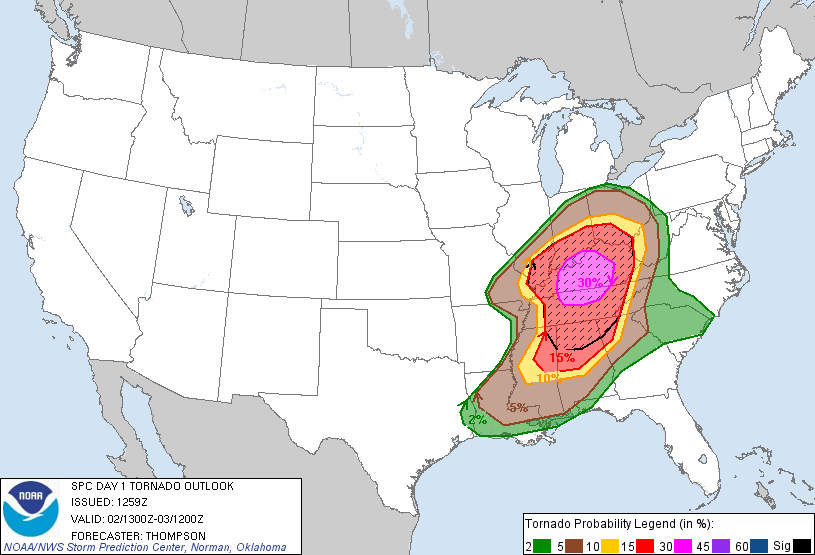 30%
15%
10%
5%
2%
NOAA
SPC DAY 1 TORNADO OUTLOOK
ISSUED: 1259Z
VALID: 02/1300Z-03/1200Z
FORECASTER: THOMPSON
NOAA/NWS Storm Prediction Center, Norman, Oklahoma
Tornado Probability Legend (in %):
2 5 10 15 30 45 60 Sig